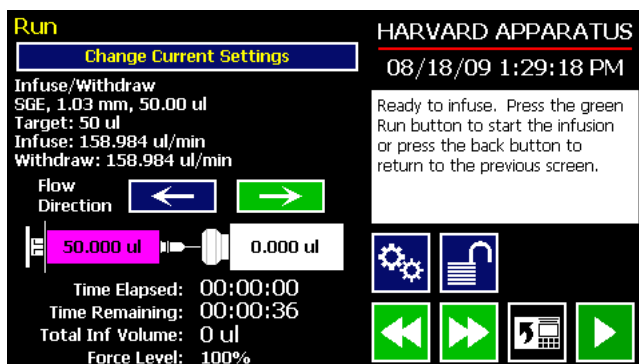 Run
Change Current Settings
Infuse/Withdraw
SGE, 1.03 mm, 50.00 ul
Target: 50 ul
Infuse: 158.984 ul/min
Withdraw: 158.984 ul/min
Flow
Direction
50.000 ul
0.000 ul
Time Elapsed: 00:00:00
Time Remaining: 00:00:36
Total Inf Volume: 0 ul
Force Level: 100%
HARVARD APPARATUS
08/18/09 1:29:18 PM
Ready to infuse. Press the green
Run button to start the infusion
or press the back button to
return to the previous screen.